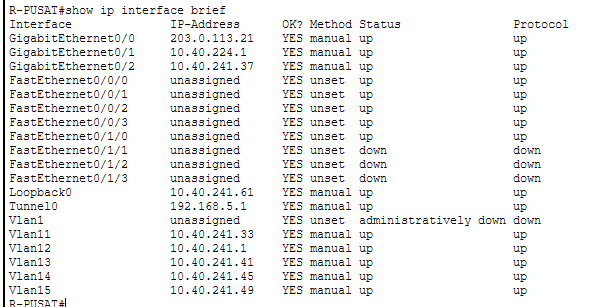 R-PUSAT#show ip interface brief
Interface IP-Address OK? Method Status Protocol
GigabitEthernet0/0 203.0.113.21 YES manual up up
GigabitEthernet0/1 10.40.224.1 YES manual up up
GigabitEthernet0/2 10.40.241.37 YES manual up up
FastEthernet0/0/0 unassigned YES unset up up
FastEthernet0/0/1 unassigned YES unset up up
FastEthernet0/0/2 unassigned YES unset up up
FastEthernet0/0/3 unassigned YES unset up up
FastEthernet0/1/0 unassigned YES unset up up
FastEthernet0/1/1 unassigned YES unset down down
FastEthernet0/1/2 unassigned YES unset down down
FastEthernet0/1/3 unassigned YES unset down down
Loopback0 10.40.241.61 YES manual up up
Tunnel0 192.168.5.1 YES manual up up
Vlan1 unassigned YES unset administratively down down
Vlan11 10.40.241.33 YES manual up up
Vlan12 10.40.241.1 YES manual up up
Vlan13 10.40.241.41 YES manual up up
Vlan14 10.40.241.45 YES manual up up
Vlan15 10.40.241.49 YES manual up up
R-PUSAT#